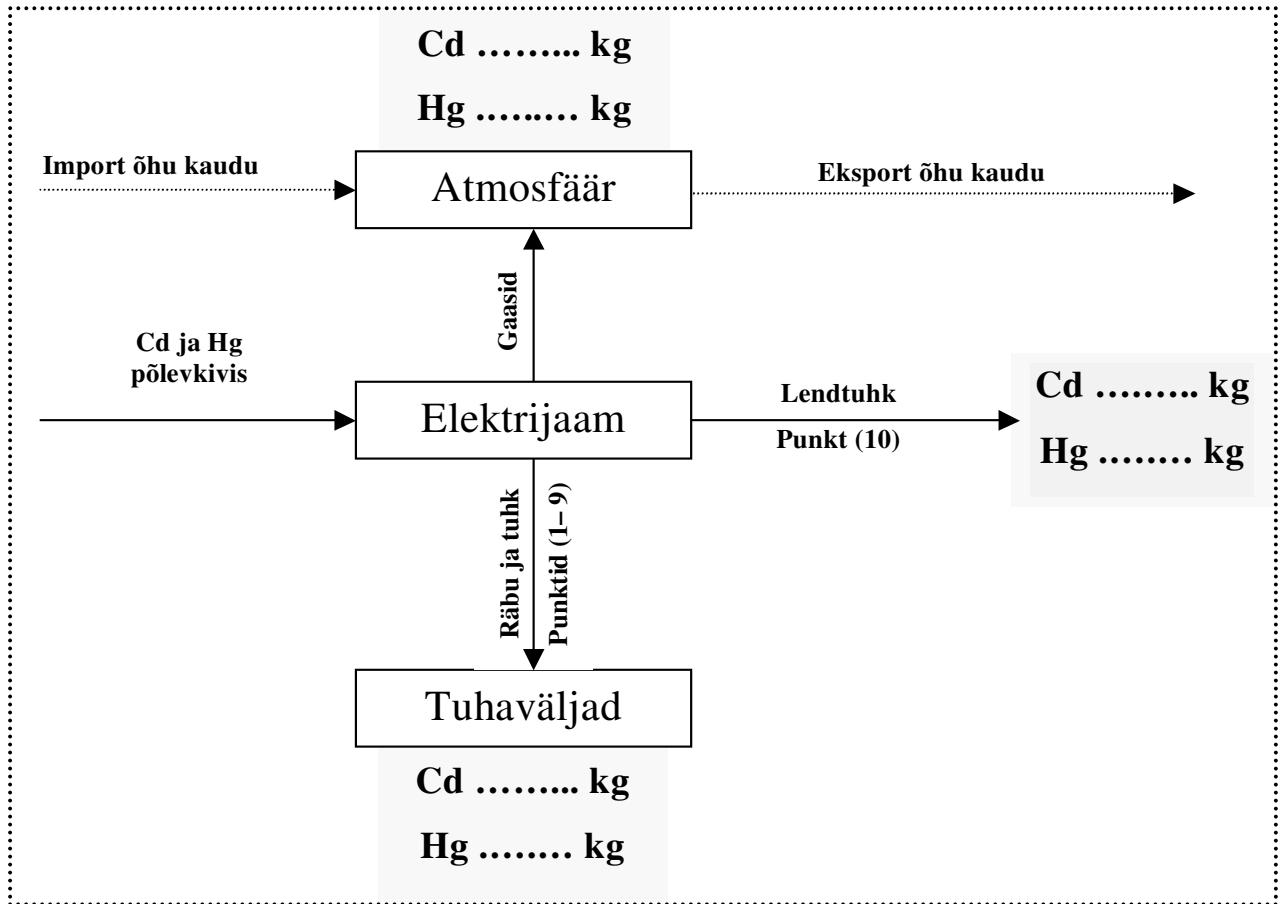 Cd ……... kg
Hg ..…..… kg
Import õhu kaudu
Atmosfäär
Eksport õhu kaudu
Gaasid
Cd ja Hg
põlevkivis
Elektrijaam
Lendtuhk
Punkt (10)
Cd ….….. kg
Hg …..… kg
Räbu ja tuhk
Punktid (1– 9)
Tuhaväljad
Cd ……... kg
Hg ..…… kg